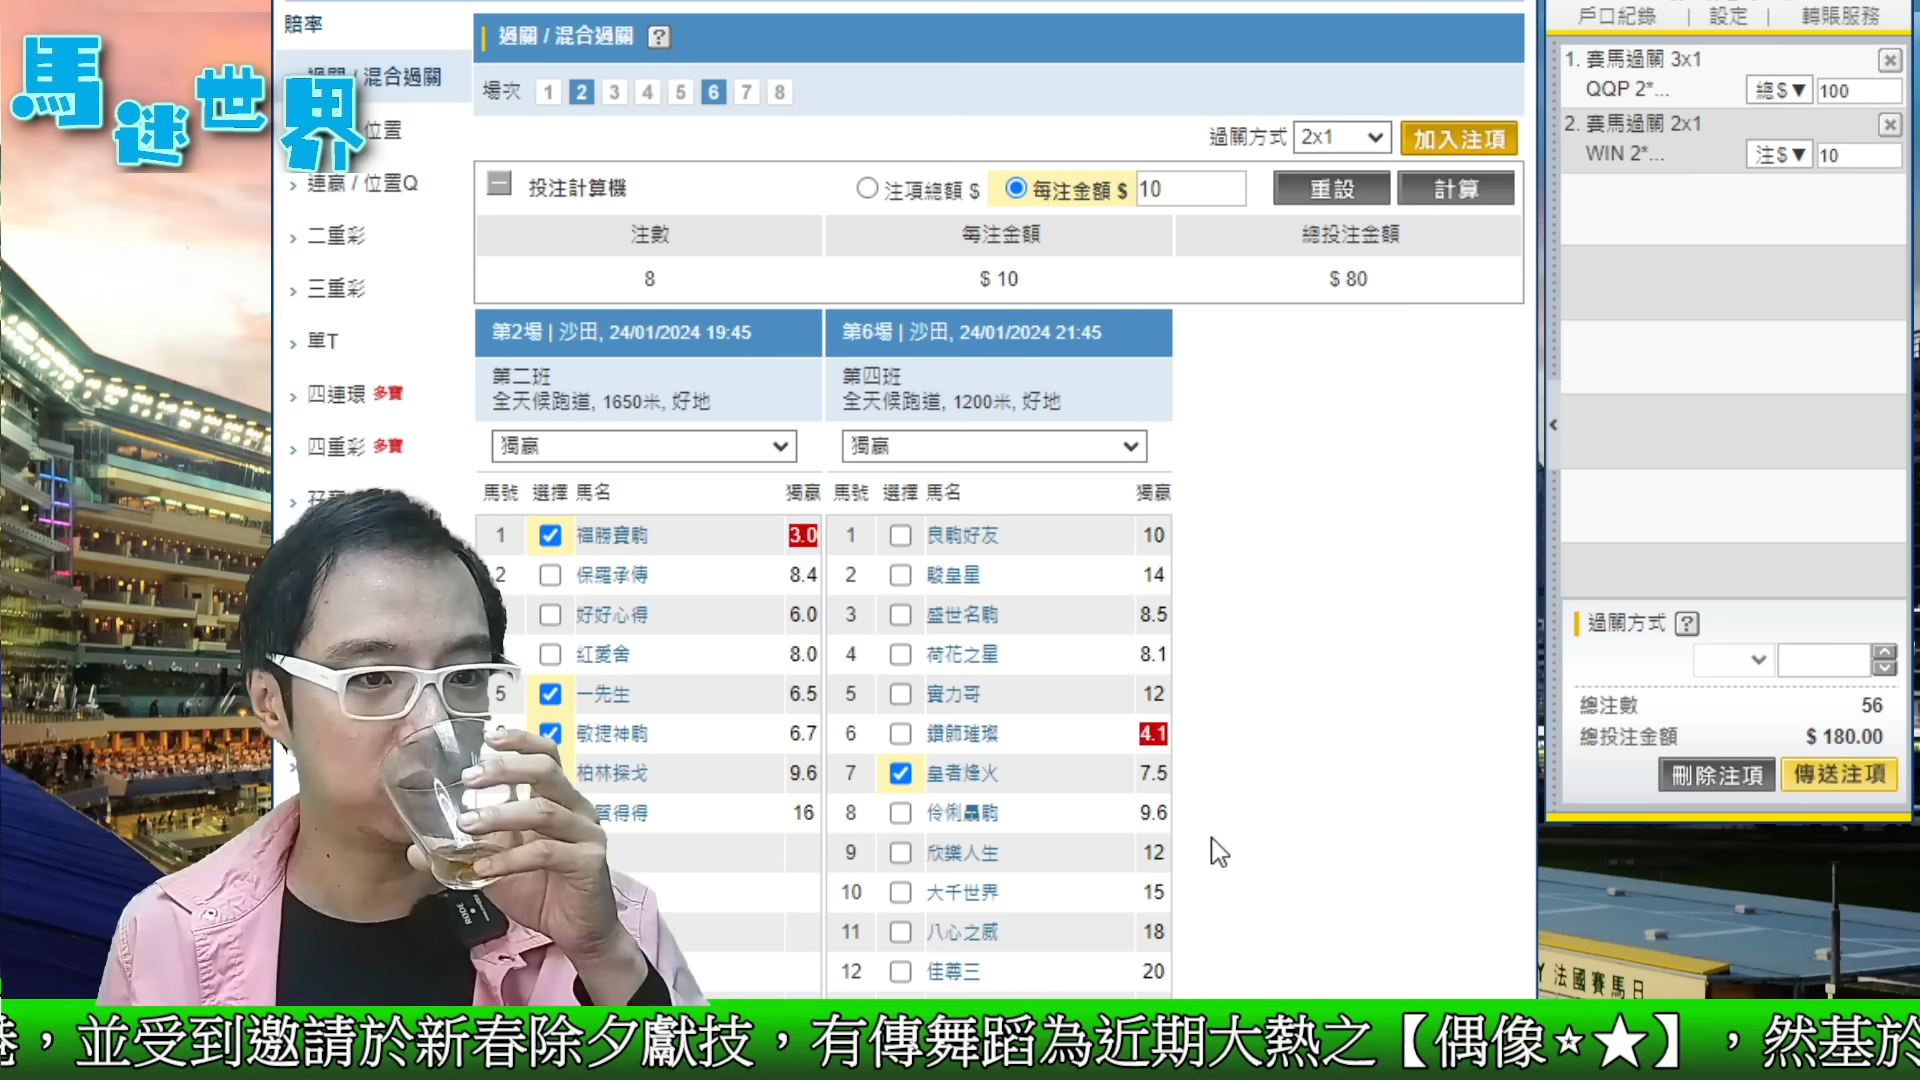 馬迷世界
賠率
過關 / 混合過關
位置
連贏 / 位置Q
二重彩
三重彩
單T
四連環 多寶
四重彩 多寶
過關 / 混合過關 ?
場次 1 2 3 4 5 6 7 8
過關方式 2x1 加入注項
投注計算機 注項總額 $ 每注金額 $ 10 重設 計算
注數 每注金額 總投注金額
8 $ 10 $ 80
第2場 | 沙田, 24/01/2024 19:45
第二班
全天候跑道, 1650米, 好地
獨贏
馬號 選擇 馬名 獨贏
1 禪勝寶駒 3.0
2 保羅承傳 8.4
好好心得 6.0
紅愛舍 8.0
5 一先生 6.5
敏捷神駒 6.7
柏林探戈 9.6
賢得得 16
第6場 | 沙田, 24/01/2024 21:45
第四班
全天候跑道, 1200米, 好地
獨贏
馬號 選擇 馬名 獨贏
1 良駒好友 10
2 駿皇星 14
3 盛世名駒 8.5
4 荷花之星 8.1
5 實力哥 12
6 鑽飾璀璨 4.1
7 皇者烽火 7.5
8 伶俐驫駒 9.6
9 欣樂人生 12
10 大千世界 15
11 八心之威 18
12 佳尊三 20
戶口紀錄 | 設定 | 轉賬服務
1. 賽馬過關 3x1
QQP 2*... 總$▼ 100
2. 賽馬過關 2x1
WIN 2*... 注$▼ 10
過關方式 ?
總注數 56
總投注金額 $ 180.00
刪除注項 傳送注項
RODE
法國賽馬日
，並受到邀請於新春除夕獻技，有傳舞蹈為近期大熱之【偶像☆★】，然基於